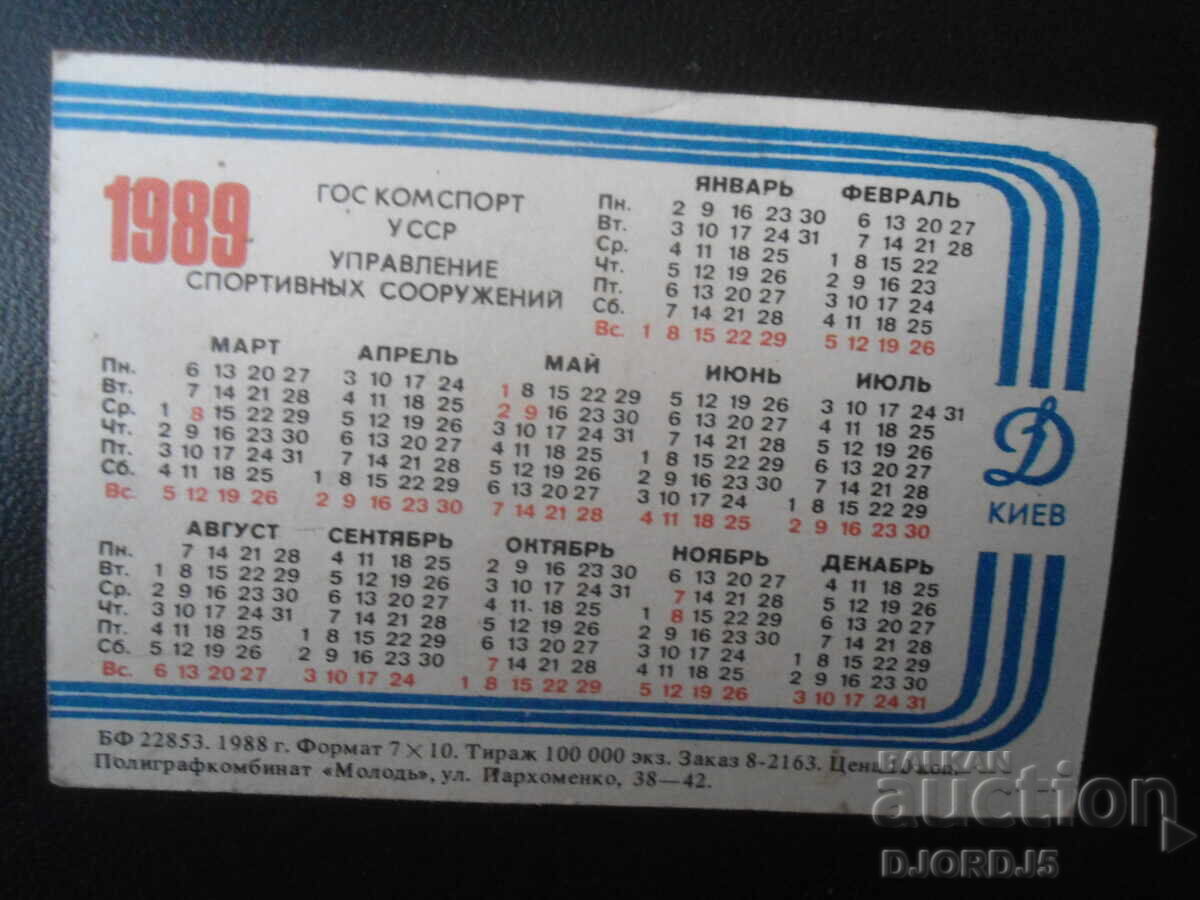 1989
ГОСКОМСПОРТ
УССР
УПРАВЛЕНИЕ
СПОРТИВНЫХ СООРУЖЕНИЙ
ЯНВАРЬ ФЕВРАЛЬ
Пн. 2 9 16 23 30 6 13 20 27
Вт. 3 10 17 24 31 7 14 21 28
Ср. 4 11 18 25 1 8 15 22
Чт. 5 12 19 26 2 9 16 23
Пт. 6 13 20 27 3 10 17 24
Сб. 7 14 21 28 4 11 18 25
Вс. 1 8 15 22 29 5 12 19 26
МАРТ АПРЕЛЬ МАЙ ИЮНЬ ИЮЛЬ
Пн. 6 13 20 27 3 10 17 24 1 8 15 22 29 5 12 19 26 3 10 17 24 31
Вт. 7 14 21 28 4 11 18 25 2 9 16 23 30 6 13 20 27 4 11 18 25
Ср. 1 8 15 22 29 5 12 19 26 3 10 17 24 31 7 14 21 28 5 12 19 26
Чт. 2 9 16 23 30 6 13 20 27 4 11 18 25 1 8 15 22 29 6 13 20 27
Пт. 3 10 17 24 31 7 14 21 28 5 12 19 26 2 9 16 23 30 7 14 21 28
Сб. 4 11 18 25 1 8 15 22 29 6 13 20 27 3 10 17 24 1 8 15 22 29
Вс. 5 12 19 26 2 9 16 23 30 7 14 21 28 4 11 18 25 2 9 16 23 30
Д
КИЕВ
АВГУСТ СЕНТЯБРЬ ОКТЯБРЬ НОЯБРЬ ДЕКАБРЬ
Пн. 7 14 21 28 4 11 18 25 2 9 16 23 30 6 13 20 27 4 11 18 25
Вт. 1 8 15 22 29 5 12 19 26 3 10 17 24 31 7 14 21 28 5 12 19 26
Ср. 2 9 16 23 30 6 13 20 27 4 11 18 25 1 8 15 22 29 6 13 20 27
Чт. 3 10 17 24 31 7 14 21 28 5 12 19 26 2 9 16 23 30 7 14 21 28
Пт. 4 11 18 25 1 8 15 22 29 6 13 20 27 3 10 17 24 1 8 15 22 29
Сб. 5 12 19 26 2 9 16 23 30 7 14 21 28 4 11 18 25 2 9 16 23 30
Вс. 6 13 20 27 3 10 17 24 1 8 15 22 29 5 12 19 26 3 10 17 24 31
БФ 22853. 1988 г. Формат 7×10. Тираж 100 000 экз. Заказ 8-2163.
Полиграфкомбинат «Молодь», ул. Пархоменко, 38—42.
BALKAN
auction
DJORDJ5